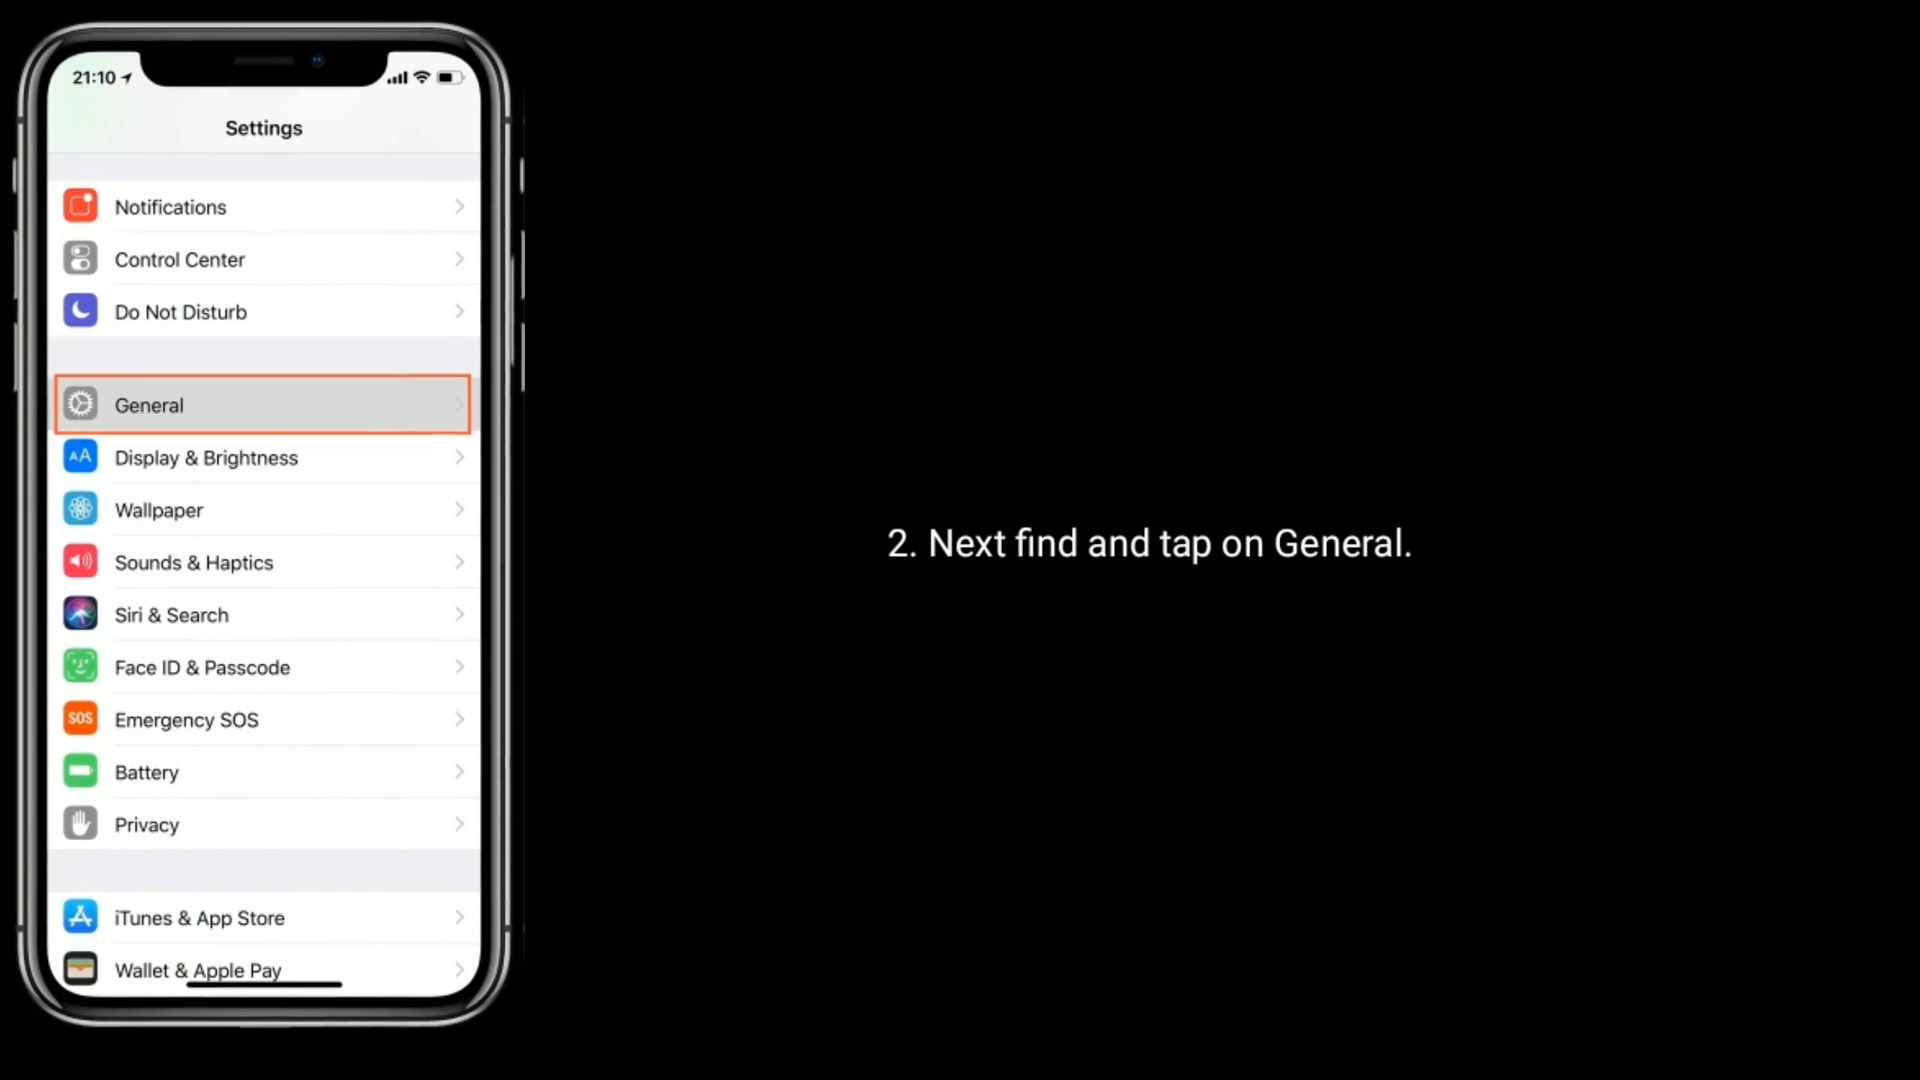 21:10
Settings
Notifications
Control Center
Do Not Disturb
General
AA
Display & Brightness
Wallpaper
Sounds & Haptics
Siri & Search
Face ID & Passcode
SOS
Emergency SOS
Battery
Privacy
iTunes & App Store
Wallet & Apple Pay
2. Next find and tap on General.